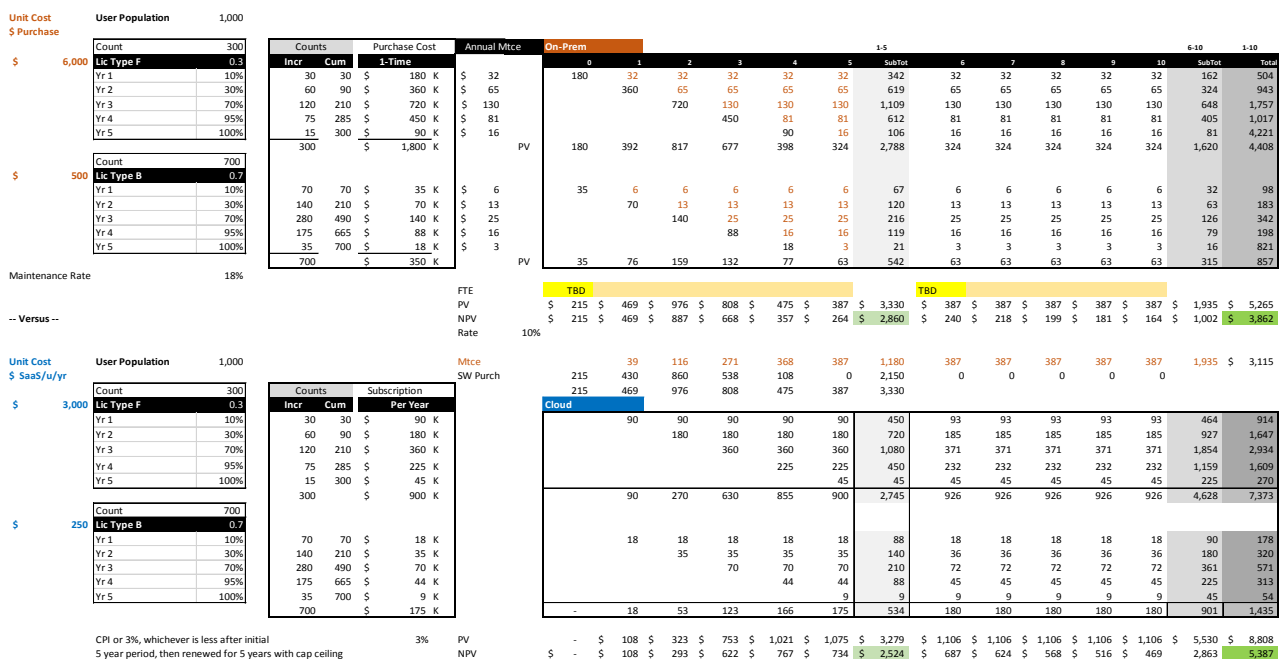 Unit Cost User Population 1,000
$ Purchase
Count 300 Counts Purchase Cost Annual Mtce On-Prem 1-5 6-10 1-10
$ 6,000 Lic Type F 0.3 Incr Cum 1-Time 0 1 2 3 4 5 SubTot 6 7 8 9 10 SubTot Total
Yr 1 10% 30 30 $ 180 K $ 32 180 32 32 32 32 32 342 32 32 32 32 32 162 504
Yr 2 30% 60 90 $ 360 K $ 65 360 65 65 65 65 619 65 65 65 65 65 324 943
Yr 3 70% 120 210 $ 720 K $ 130 720 130 130 130 1,109 130 130 130 130 130 648 1,757
Yr 4 95% 75 285 $ 450 K $ 81 450 81 81 612 81 81 81 81 81 405 1,017
Yr 5 100% 15 300 $ 90 K $ 16 90 16 106 16 16 16 16 16 81 4,221
300 $ 1,800 K PV 180 392 817 677 398 324 2,788 324 324 324 324 324 1,620 4,408
Count 700
$ 500 Lic Type B 0.7
Yr 1 10% 70 70 $ 35 K $ 6 35 6 6 6 6 6 67 6 6 6 6 6 32 98
Yr 2 30% 140 210 $ 70 K $ 13 70 13 13 13 13 120 13 13 13 13 13 63 183
Yr 3 70% 280 490 $ 140 K $ 25 140 25 25 25 216 25 25 25 25 25 126 342
Yr 4 95% 175 665 $ 88 K $ 16 88 16 16 119 16 16 16 16 16 79 198
Yr 5 100% 35 700 $ 18 K $ 3 18 3 21 3 3 3 3 3 16 821
700 $ 350 K PV 35 76 159 132 77 63 542 63 63 63 63 63 315 857
Maintenance Rate 18%
FTE TBD TBD
PV $ 215 $ 469 $ 976 $ 808 $ 475 $ 387 $ 3,330 $ 387 $ 387 $ 387 $ 387 $ 387 $ 1,935 $ 5,265
-- Versus -- NPV $ 215 $ 469 $ 887 $ 668 $ 357 $ 264 $ 2,860 $ 240 $ 218 $ 199 $ 181 $ 164 $ 1,002 $ 3,862
Rate 10%
Unit Cost User Population 1,000 Mtce 39 116 271 368 387 1,180 387 387 387 387 387 1,935 $ 3,115
$ SaaS/u/yr SW Purch 215 430 860 538 108 0 2,150 0 0 0 0 0
Count 300 Counts Subscription 215 469 976 808 475 387 3,330
$ 3,000 Lic Type F 0.3 Incr Cum Per Year Cloud
Yr 1 10% 30 30 $ 90 K 90 90 90 90 90 450 93 93 93 93 93 464 914
Yr 2 30% 60 90 $ 180 K 180 180 180 180 720 185 185 185 185 185 927 1,647
Yr 3 70% 120 210 $ 360 K 360 360 360 1,080 371 371 371 371 371 1,854 2,934
Yr 4 95% 75 285 $ 225 K 225 225 450 232 232 232 232 232 1,159 1,609
Yr 5 100% 15 300 $ 45 K 45 45 45 45 45 45 45 225 270
300 $ 900 K 90 270 630 855 900 2,745 926 926 926 926 926 4,628 7,373
Count 700
$ 250 Lic Type B 0.7
Yr 1 10% 70 70 $ 18 K 18 18 18 18 18 88 18 18 18 18 18 90 178
Yr 2 30% 140 210 $ 35 K 35 35 35 35 140 36 36 36 36 36 180 320
Yr 3 70% 280 490 $ 70 K 70 70 70 210 72 72 72 72 72 361 571
Yr 4 95% 175 665 $ 44 K 44 44 88 45 45 45 45 45 225 313
Yr 5 100% 35 700 $ 9 K 9 9 9 9 9 9 9 45 54
700 $ 175 K - 18 53 123 166 175 534 180 180 180 180 180 901 1,435
CPI or 3%, whichever is less after initial 3% PV - $ 108 $ 323 $ 753 $ 1,021 $ 1,075 $ 3,279 $ 1,106 $ 1,106 $ 1,106 $ 1,106 $ 1,106 $ 5,530 $ 8,808
5 year period, then renewed for 5 years with cap ceiling NPV $ - $ 108 $ 293 $ 622 $ 767 $ 734 $ 2,524 $ 687 $ 624 $ 568 $ 516 $ 469 2,863 5,387